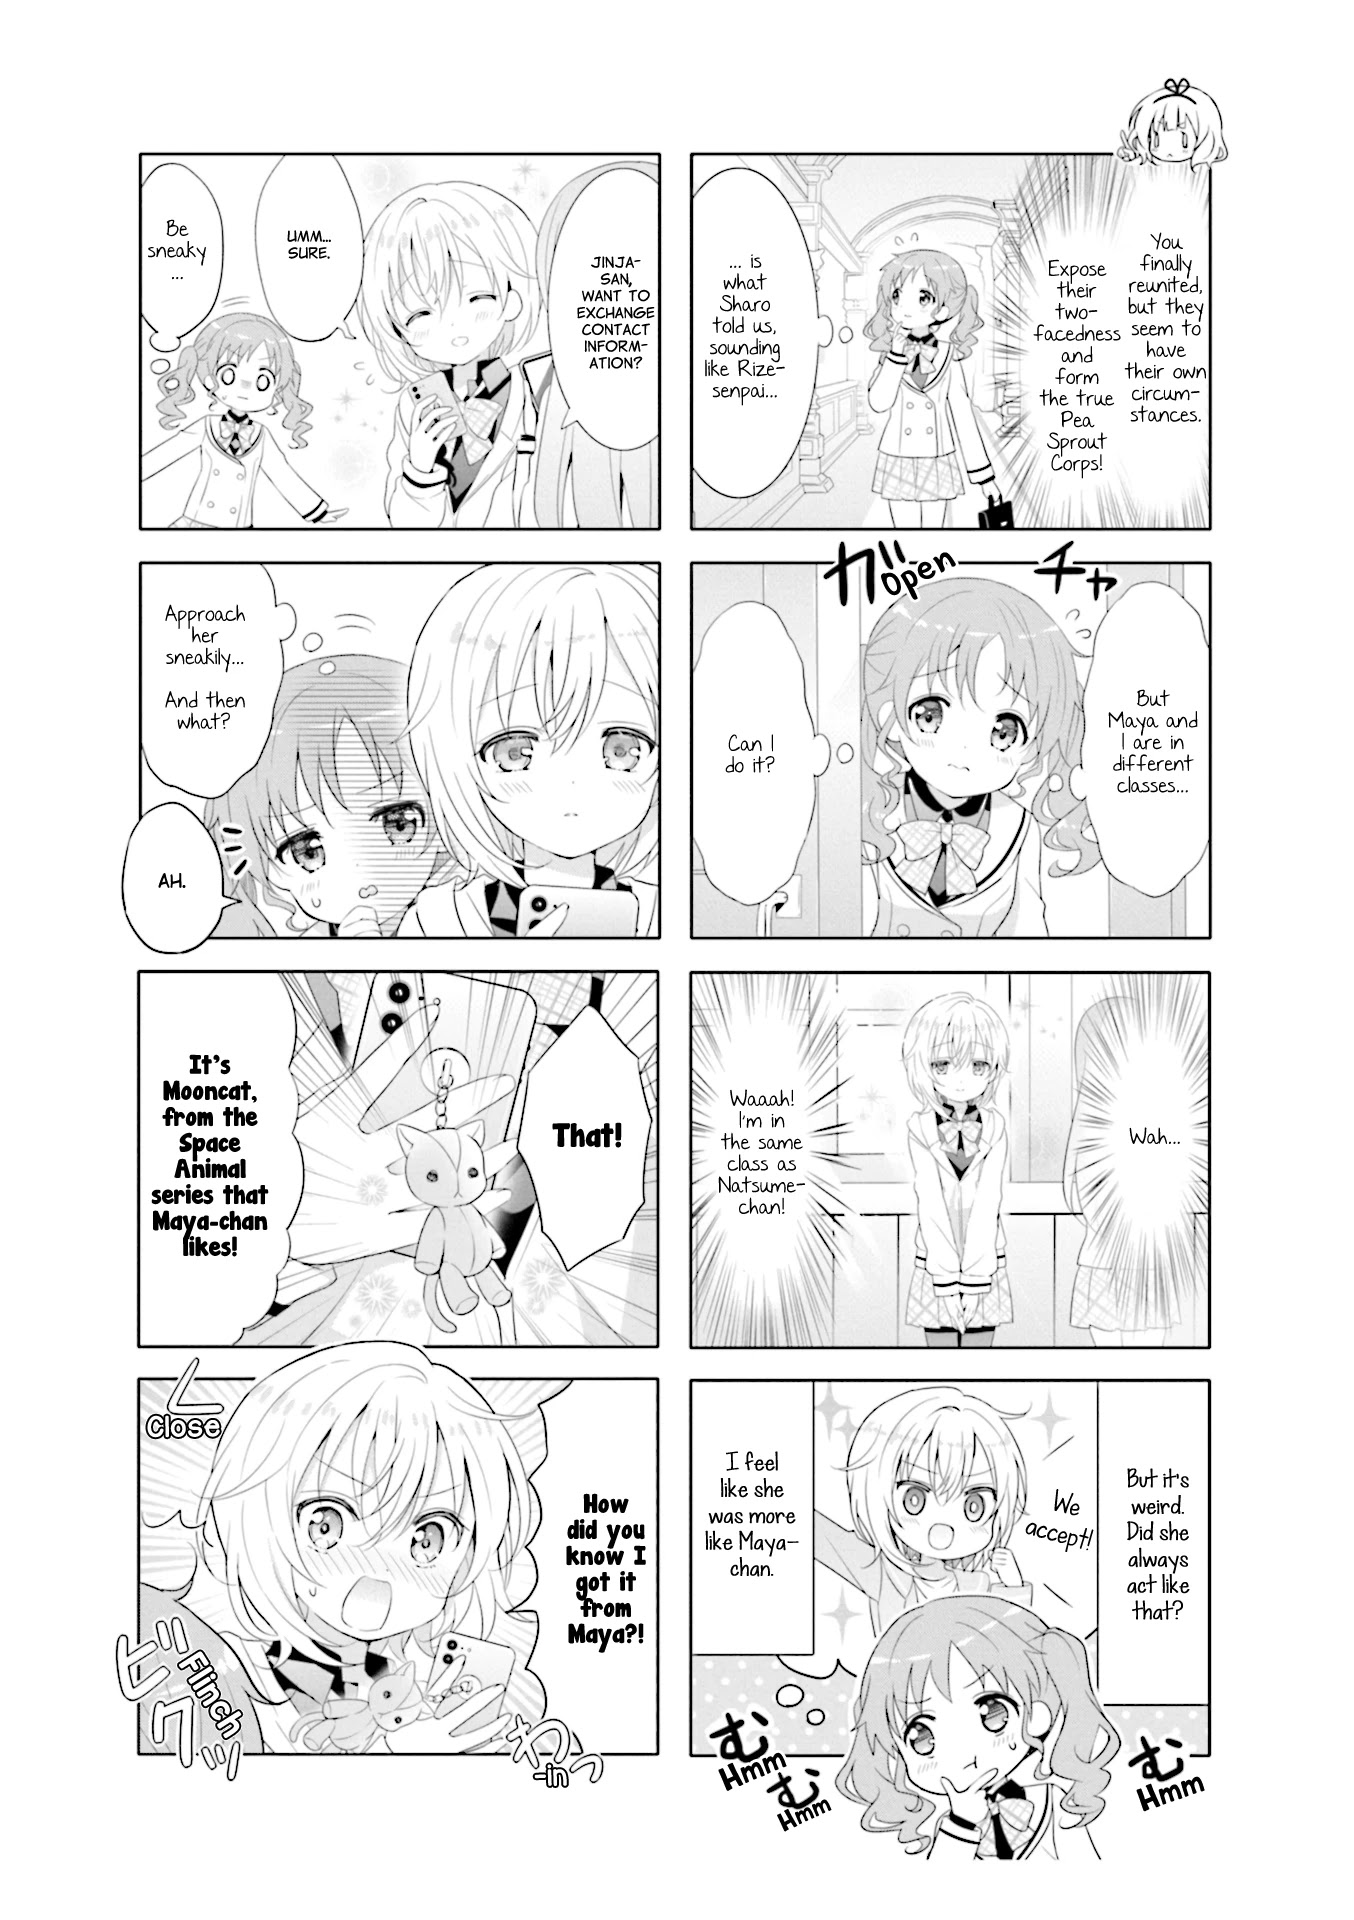 You
finally
reunited,
but they
seem to
have
their own
circum-
stances.
Expose
their
two-
facedness
and
form
the true
Pea
Sprout
Corps!
... is
what
Sharo
told us,
sounding
like Rize-
senpai...
ガチャ
Open
But
Maya and
I are in
different
classes...
Can I
do it?
Wah...
Waaah!
I'm in
the same
class as
Natsume-
chan!
But it's
weird.
Did she
always
act like
that?
We
accept!
I feel
like she
was more
like Maya-
chan.
む
Hmm
む
Hmm
む
Hmm
JINJA-
SAN,
WANT TO
EXCHANGE
CONTACT
INFORM-
ATION?
UMM...
SURE.
Be
sneaky
...
Approach
her
sneakily...
And then
what?
AH.
That!
It's
Mooncat,
from the
Space
Animal
series that
Maya-chan
likes!
How
did you
know I
got it
from
Maya?!
Close
ビクッ
Flinch
わっ
-in